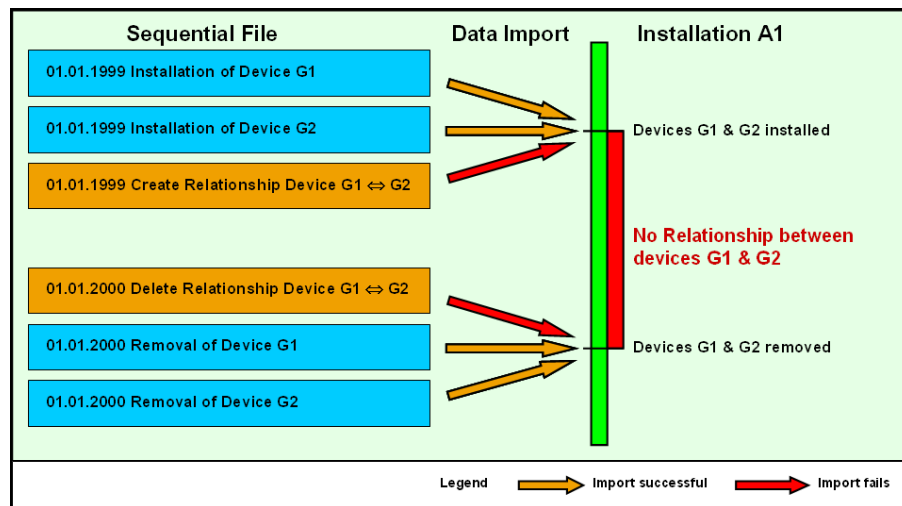 Sequential File
Data Import
Installation A1
01.01.1999 Installation of Device G1
01.01.1999 Installation of Device G2
01.01.1999 Create Relationship Device G1 ⇔ G2
Devices G1 & G2 installed
No Relationship between
devices G1 & G2
01.01.2000 Delete Relationship Device G1 ⇔ G2
01.01.2000 Removal of Device G1
01.01.2000 Removal of Device G2
Devices G1 & G2 removed
Legend
Import successful
Import fails